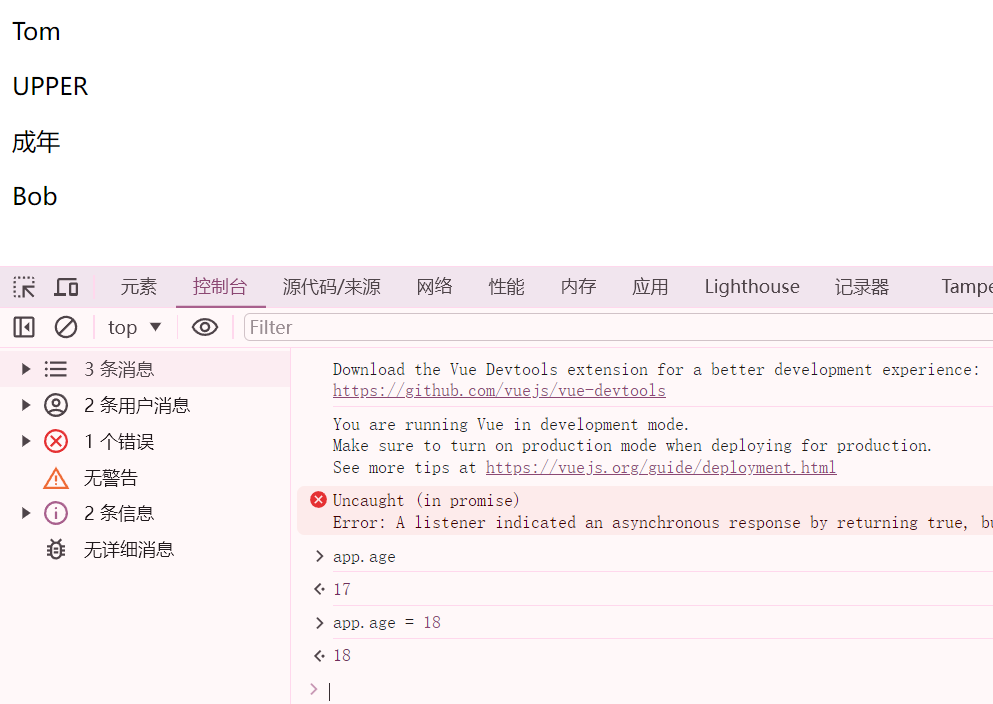 Tom
UPPER
成年
Bob
元素 控制台 源代码/来源 网络 性能 内存 应用 Lighthouse 记录器 Tampe
top Filter
3 条消息
2 条用户消息
1 个错误
无警告
2 条信息
无详细消息
Download the Vue Devtools extension for a better development experience:
https://github.com/vuejs/vue-devtools
You are running Vue in development mode.
Make sure to turn on production mode when deploying for production.
See more tips at https://vuejs.org/guide/deployment.html
Uncaught (in promise)
Error: A listener indicated an asynchronous response by returning true, bu
> app.age
17
> app.age = 18
18
>